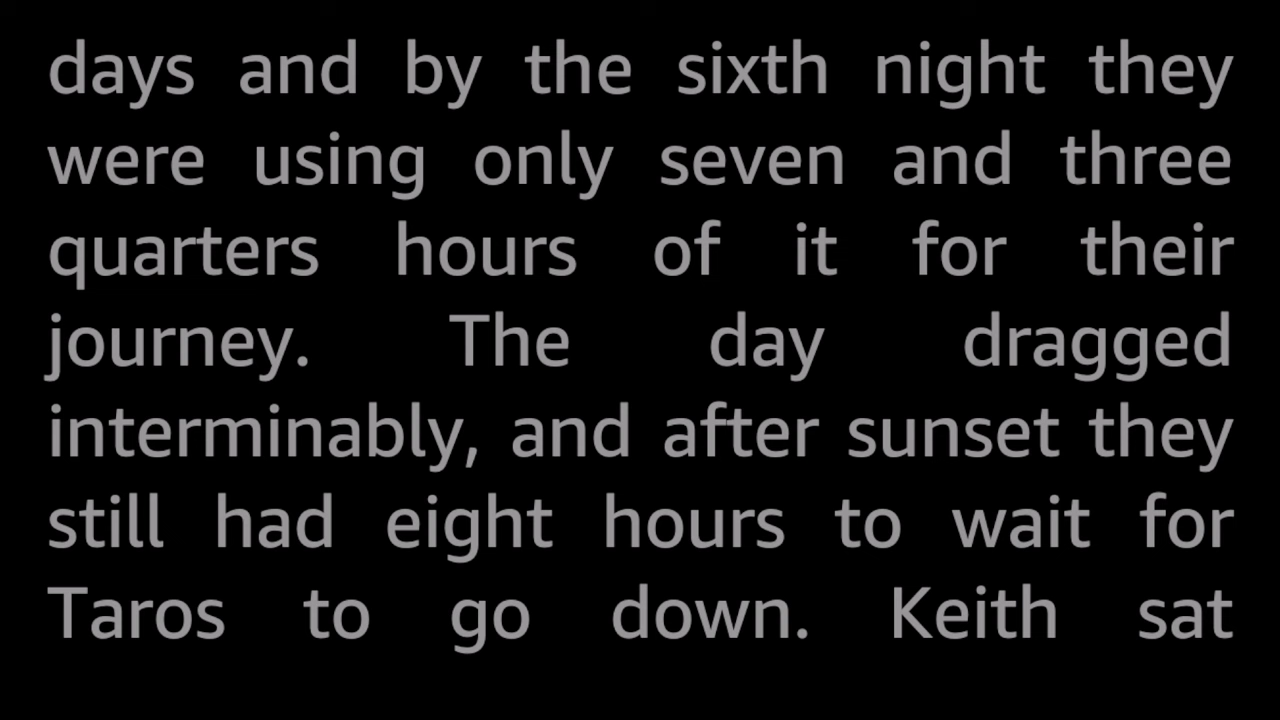 days and by the sixth night they
were using only seven and three
quarters hours of it for their
journey. The day dragged
interminably, and after sunset they
still had eight hours to wait for
Taros to go down. Keith sat